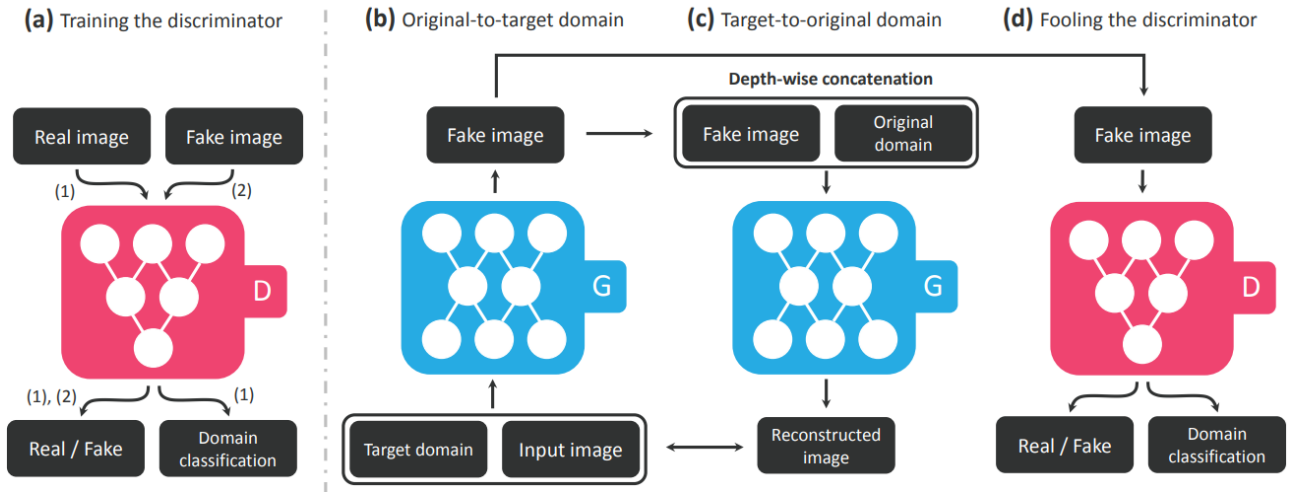 (a) Training the discriminator
(b) Original-to-target domain
(c) Target-to-original domain
(d) Fooling the discriminator
Real image
Fake image
(1)
(2)
D
(1), (2)
(1)
Real / Fake
Domain
classification
Fake image
G
Target domain
Input image
Depth-wise concatenation
Fake image
Original
domain
G
Reconstructed
image
Fake image
D
Real / Fake
Domain
classification